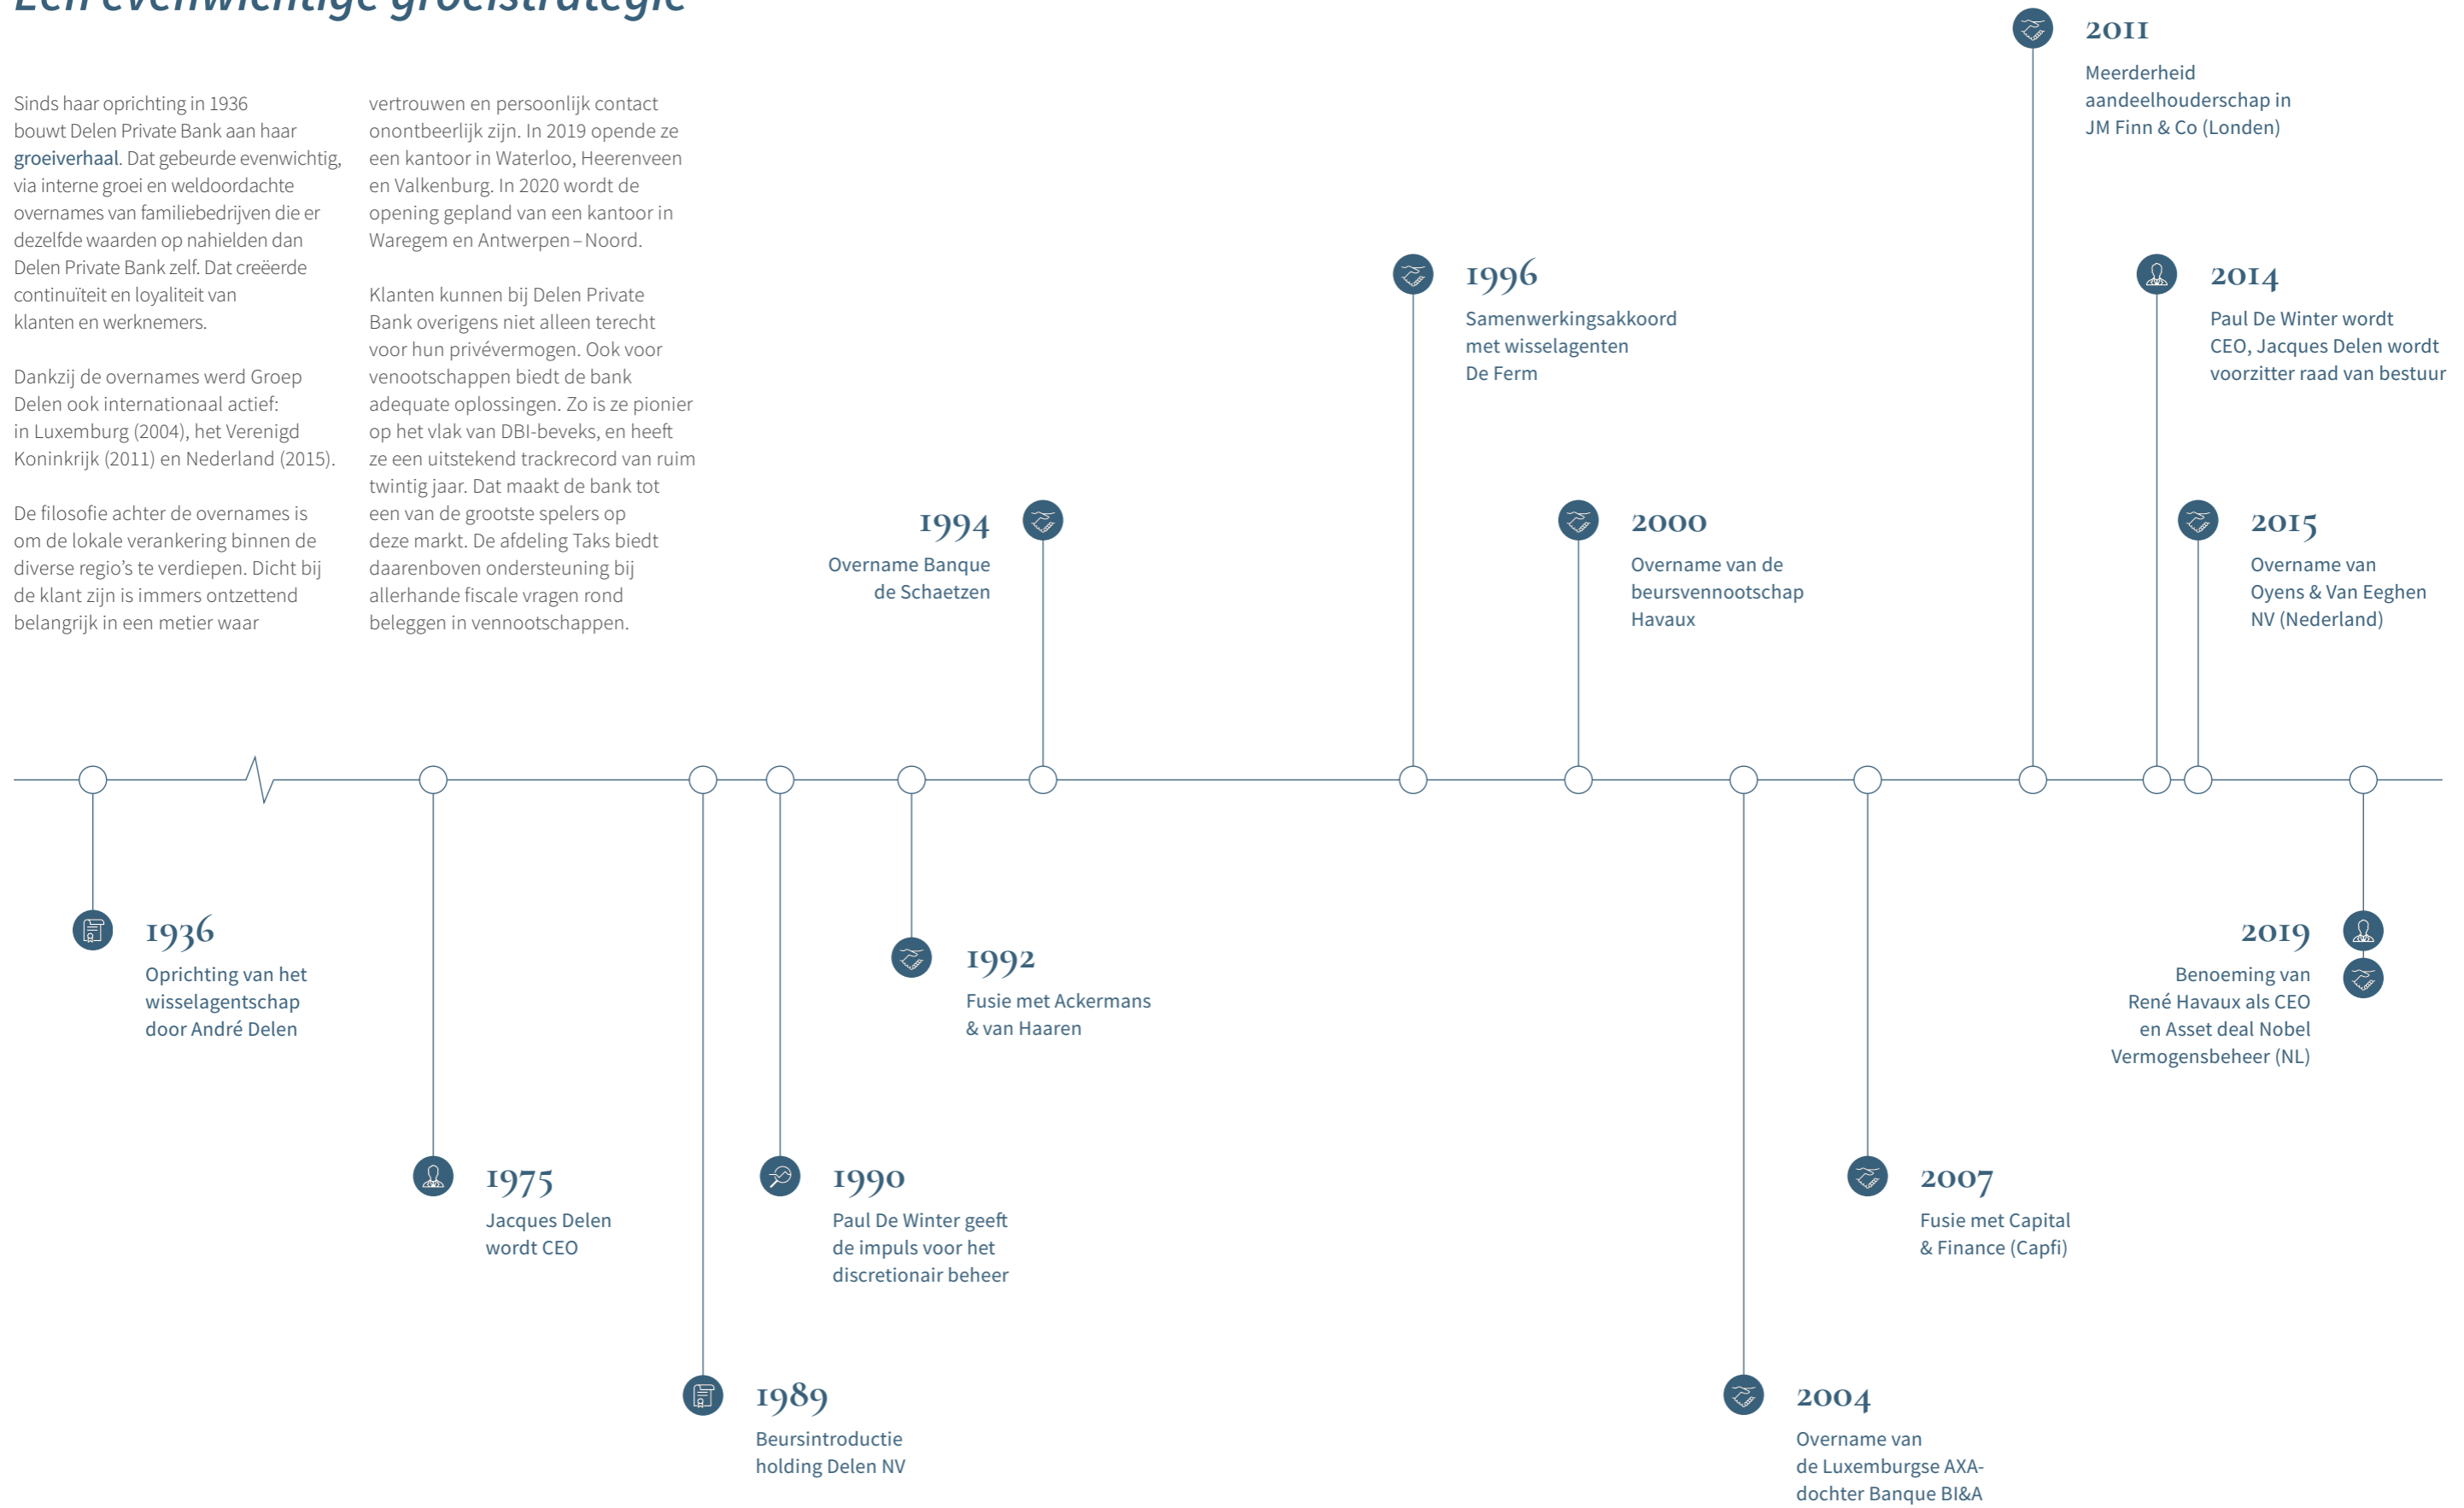 Een evenwichtige groeistrategie
Sinds haar oprichting in 1936
bouwt Delen Private Bank aan haar
groeiverhaal. Dat gebeurde evenwichtig,
via interne groei en weldoordachte
overnames van familiebedrijven die er
dezelfde waarden op nahielden dan
Delen Private Bank zelf. Dat creëerde
continuïteit en loyaliteit van
klanten en werknemers.
Dankzij de overnames werd Groep
Delen ook internationaal actief:
in Luxemburg (2004), het Verenigd
Koninkrijk (2011) en Nederland (2015).
De filosofie achter de overnames is
om de lokale verankering binnen de
diverse regio's te verdiepen. Dicht bij
de klant zijn is immers ontzettend
belangrijk in een metier waar
vertrouwen en persoonlijk contact
onontbeerlijk zijn. In 2019 opende ze
een kantoor in Waterloo, Heerenveen
en Valkenburg. In 2020 wordt de
opening gepland van een kantoor in
Waregem en Antwerpen – Noord.
Klanten kunnen bij Delen Private
Bank overigens niet alleen terecht
voor hun privévermogen. Ook voor
venootschappen biedt de bank
adequate oplossingen. Zo is ze pionier
op het vlak van DBI-beveks, en heeft
ze een uitstekend trackrecord van ruim
twintig jaar. Dat maakt de bank tot
een van de grootste spelers op
deze markt. De afdeling Taks biedt
daarenboven ondersteuning bij
allerhande fiscale vragen rond
beleggen in vennootschappen.
1936
Oprichting van het
wisselagentschap
door André Delen
1975
Jacques Delen
wordt CEO
1989
Beursintroductie
holding Delen NV
1990
Paul De Winter geeft
de impuls voor het
discretionair beheer
1992
Fusie met Ackermans
& van Haaren
1994
Overname Banque
de Schaetzen
1996
Samenwerkingsakkoord
met wisselagenten
De Ferm
2000
Overname van de
beursvennootschap
Havaux
2004
Overname van
de Luxemburgse AXA-
dochter Banque BI&A
2007
Fusie met Capital
& Finance (Capfi)
2011
Meerderheid
aandeelhouderschap in
JM Finn & Co (Londen)
2014
Paul De Winter wordt
CEO, Jacques Delen wordt
voorzitter raad van bestuur
2015
Overname van
Oyens & Van Eeghen
NV (Nederland)
2019
Benoeming van
René Havaux als CEO
en Asset deal Nobel
Vermogensbeheer (NL)